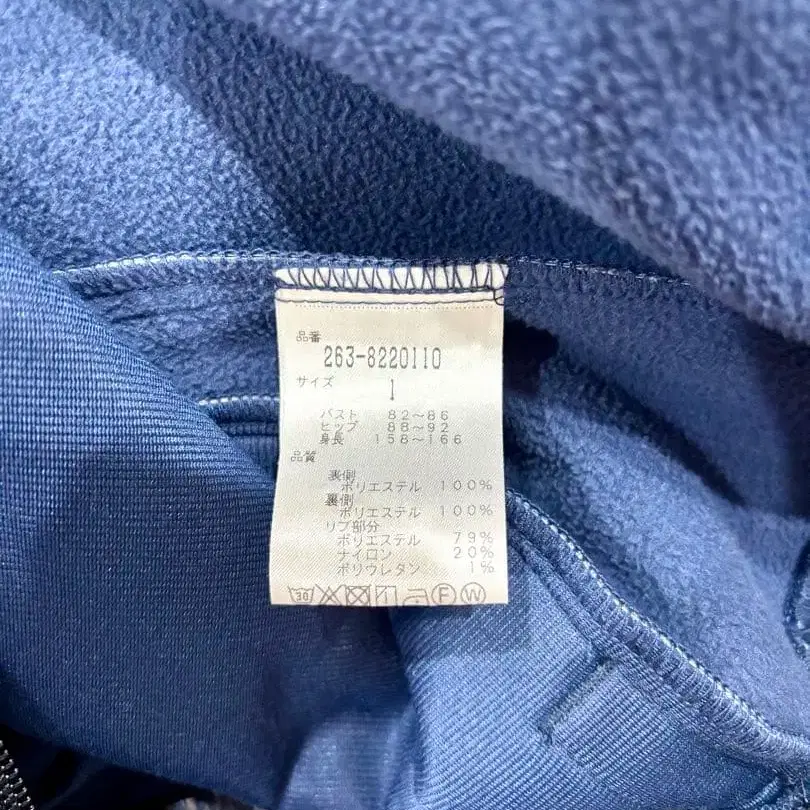 品番
263-8220110
サイズ 1
バスト 82～86
ヒップ 88～92
身長 158～166
品質
表側
ポリエステル 100%
裏側
ポリエステル 100%
リブ部分
ポリエステル 79%
ナイロン 20%
ポリウレタン 1%
F W